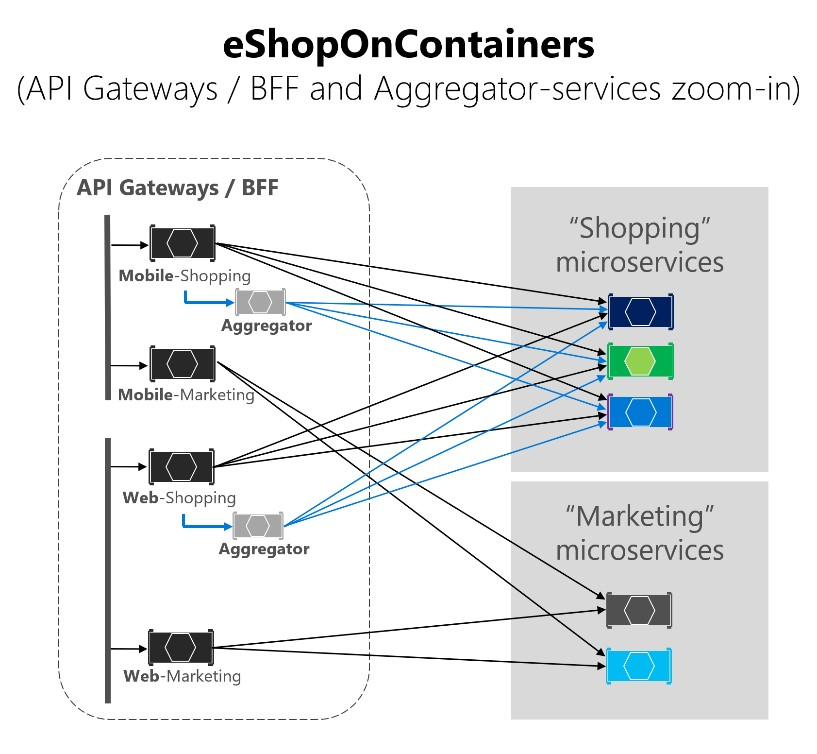 eShopOnContainers
(API Gateways / BFF and Aggregator-services zoom-in)
API Gateways / BFF
Mobile-Shopping
Aggregator
Mobile-Marketing
Web-Shopping
Aggregator
Web-Marketing
“Shopping”
microservices
“Marketing”
microservices